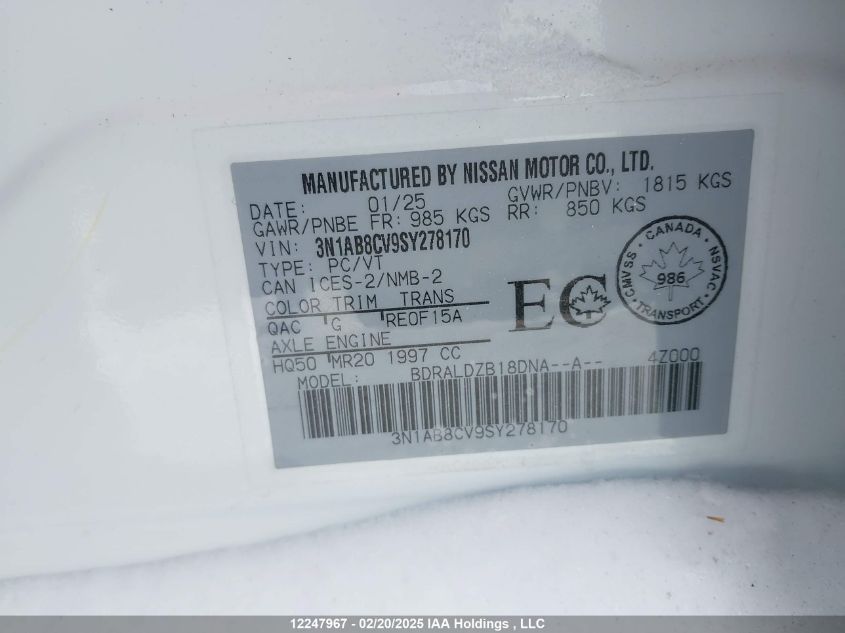 MANUFACTURED BY NISSAN MOTOR CO., LTD.
DATE: 01/25 GVWR/PNBV: 1815 KGS
GAWR/PNBE FR: 985 KGS RR: 850 KGS
VIN: 3N1AB8CV9SY278170
TYPE: PC/VT
CAN ICES-2/NMB-2
COLOR TRIM TRANS
QAC G RE0F15A
AXLE ENGINE
HQ50 MR20 1997 CC
MODEL: BDRALDZB18DNA--A-- 4Z000
3N1AB8CV9SY278170
EC
CANADA
CMVSS NSVAC
986
TRANSPORT
12247967 - 02/20/2025 IAA Holdings , LLC